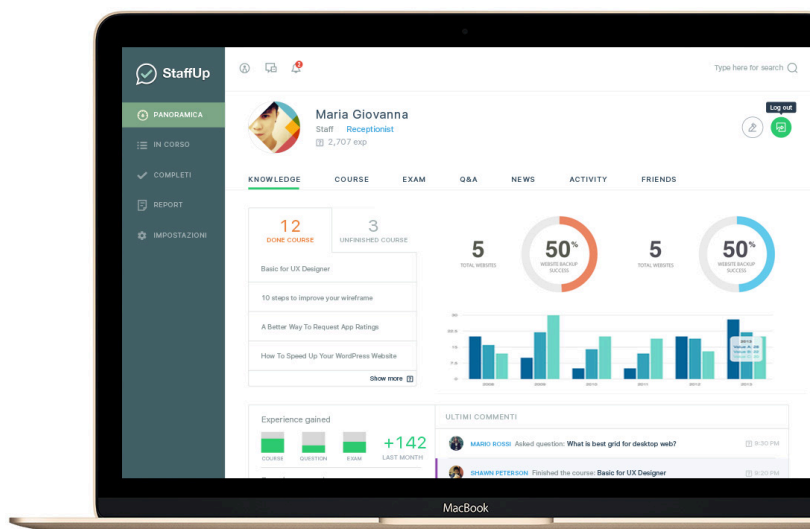 StaffUp
2
Type here for search
Log out
PANORAMICA
IN CORSO
COMPLETI
REPORT
IMPOSTAZIONI
Maria Giovanna
Staff Receptionist
2,707 exp
KNOWLEDGE COURSE EXAM Q&A NEWS ACTIVITY FRIENDS
12
DONE COURSE
3
UNFINISHED COURSE
Basic for UX Designer
10 steps to improve your wireframe
A Better Way To Request App Ratings
How To Speed Up Your WordPress Website
Show more
5
TOTAL WEBSITES
50%
WEBSITE BACKUP
SUCCESS
5
TOTAL WEBSITES
50%
WEBSITE BACKUP
SUCCESS
Experience gained
COURSE QUESTION EXAM
+142
LAST MONTH
ULTIMI COMMENTI
MARIO ROSSI Asked question: What is best grid for desktop web? 9:30 PM
SHAWN PETERSON Finished the course: Basic for UX Designer 9:20 PM
MacBook